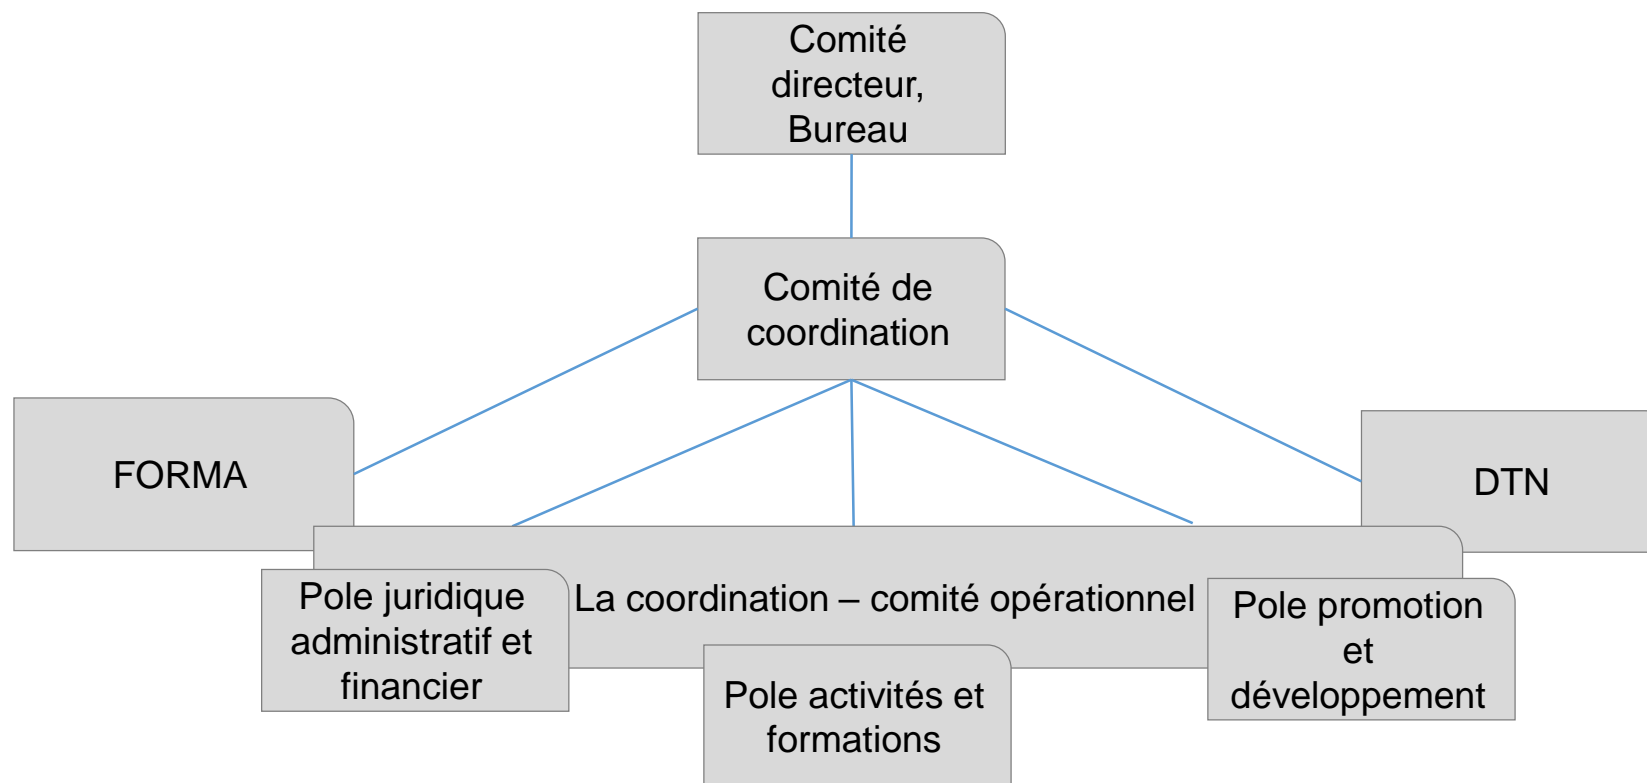 Comité
directeur,
Bureau
Comité de
coordination
FORMA
DTN
La coordination – comité opérationnel
Pole juridique
administratif et
financier
Pole activités et
formations
Pole promotion
et
développement